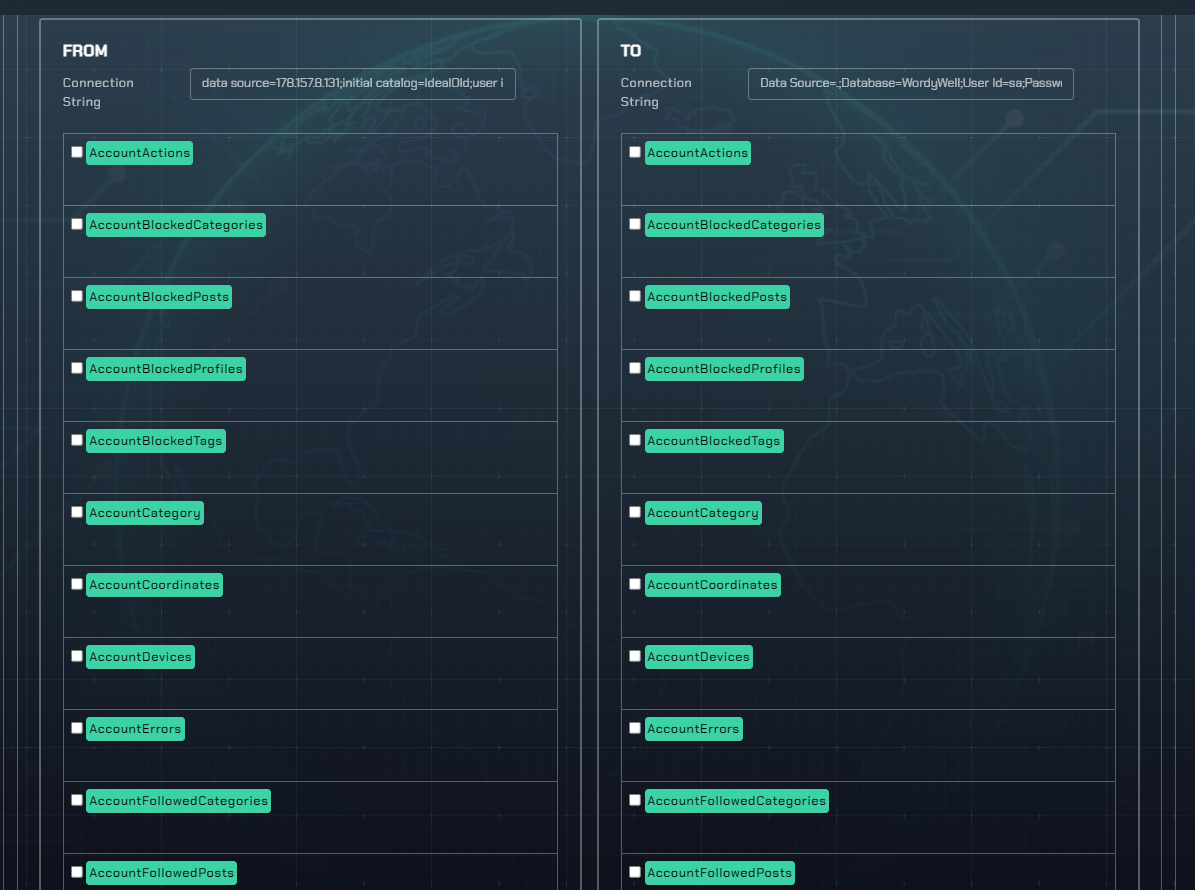 FROM
Connection String
data source=178.157.8.131;initial catalog=IdealOld;user i
AccountActions
AccountBlockedCategories
AccountBlockedPosts
AccountBlockedProfiles
AccountBlockedTags
AccountCategory
AccountCoordinates
AccountDevices
AccountErrors
AccountFollowedCategories
AccountFollowedPosts
TO
Connection String
Data Source=.;Database=WordyWell;User Id=sa;Passw
AccountActions
AccountBlockedCategories
AccountBlockedPosts
AccountBlockedProfiles
AccountBlockedTags
AccountCategory
AccountCoordinates
AccountDevices
AccountErrors
AccountFollowedCategories
AccountFollowedPosts